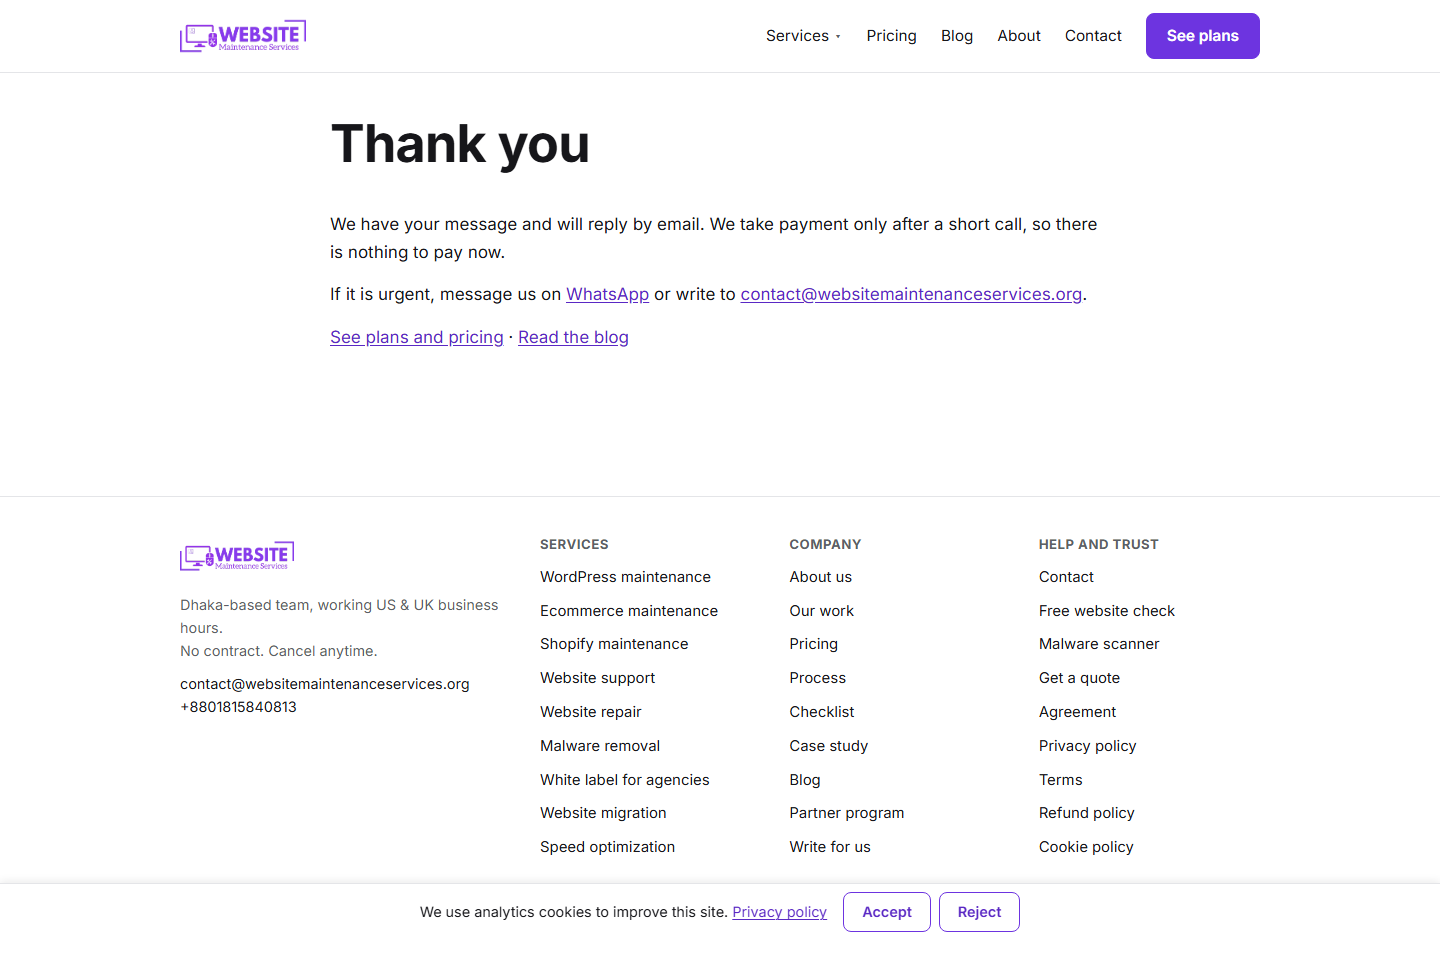 WEBSITE
Maintenance Services
Services
Pricing
Blog
About
Contact
See plans
Thank you
We have your message and will reply by email. We take payment only after a short call, so there
is nothing to pay now.
If it is urgent, message us on WhatsApp or write to contact@websitemaintenanceservices.org.
See plans and pricing · Read the blog
WEBSITE
Maintenance Services
Dhaka-based team, working US & UK business
hours.
No contract. Cancel anytime.
contact@websitemaintenanceservices.org
+8801815840813
SERVICES
WordPress maintenance
Ecommerce maintenance
Shopify maintenance
Website support
Website repair
Malware removal
White label for agencies
Website migration
Speed optimization
COMPANY
About us
Our work
Pricing
Process
Checklist
Case study
Blog
Partner program
Write for us
HELP AND TRUST
Contact
Free website check
Malware scanner
Get a quote
Agreement
Privacy policy
Terms
Refund policy
Cookie policy
We use analytics cookies to improve this site. Privacy policy
Accept
Reject